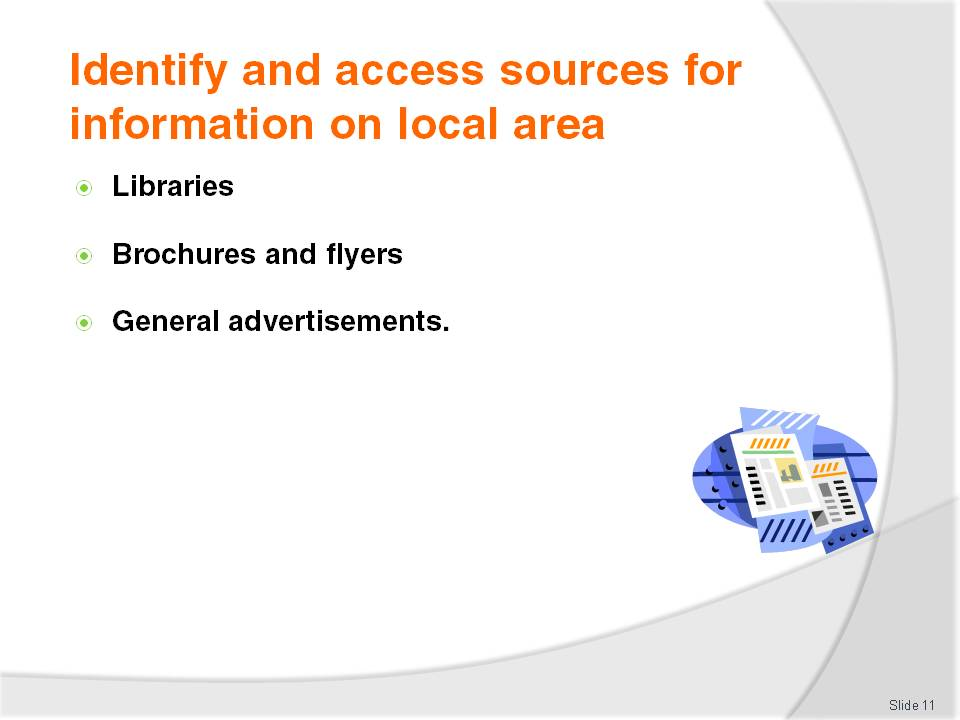 Identify and access sources for
information on local area
Libraries
Brochures and flyers
General advertisements.
Slide 11